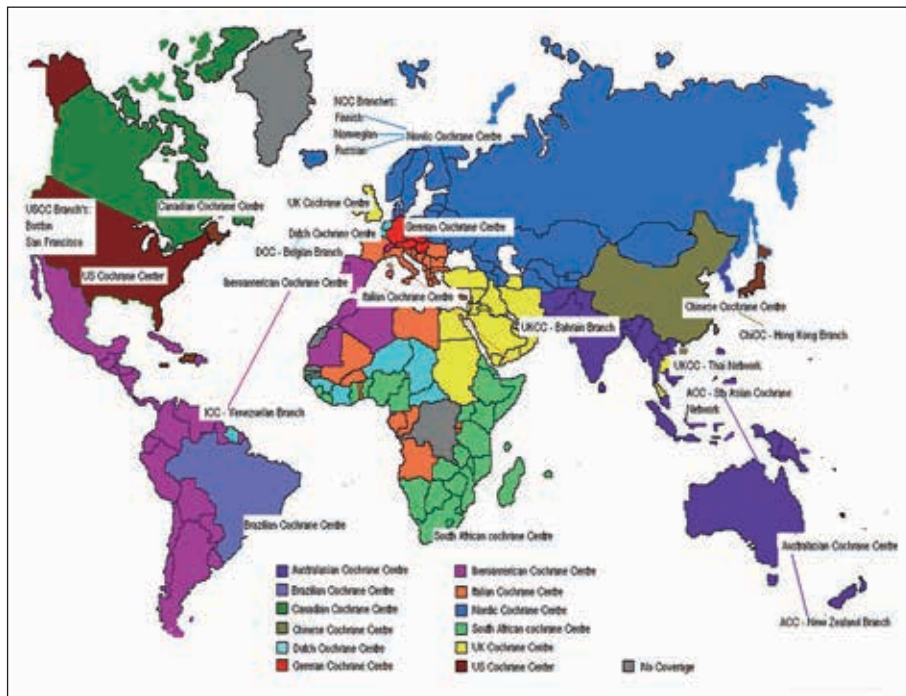 NCC Branches:
Finnish
Norwegian
Russian
Nordic Cochrane Centre
UK Cochrane Centre
Dutch Cochrane Centre
German Cochrane Centre
DCC - Belgian Branch
Iberoamerican Cochrane Centre
Italian Cochrane Centre
Canadian Cochrane Centre
USCC Branch's:
Boston
San Francisco
US Cochrane Center
Chinese Cochrane Centre
ChiCC - Hong Kong Branch
UKCC - Bahrain Branch
UKCC - Thai Network
ACC - Sth Asian Cochrane
Network
ICC - Venezuelan Branch
Brazilian Cochrane Centre
South African cochrane Centre
Australasian Cochrane Centre
ACC - New Zealand Branch
Australasian Cochrane Centre
Brazilian Cochrane Centre
Canadian Cochrane Centre
Chinese Cochrane Centre
Dutch Cochrane Centre
German Cochrane Centre
Iberoamerican Cochrane Centre
Italian Cochrane Centre
Nordic Cochrane Centre
South African cochrane Centre
UK Cochrane Centre
US Cochrane Center
No Coverage